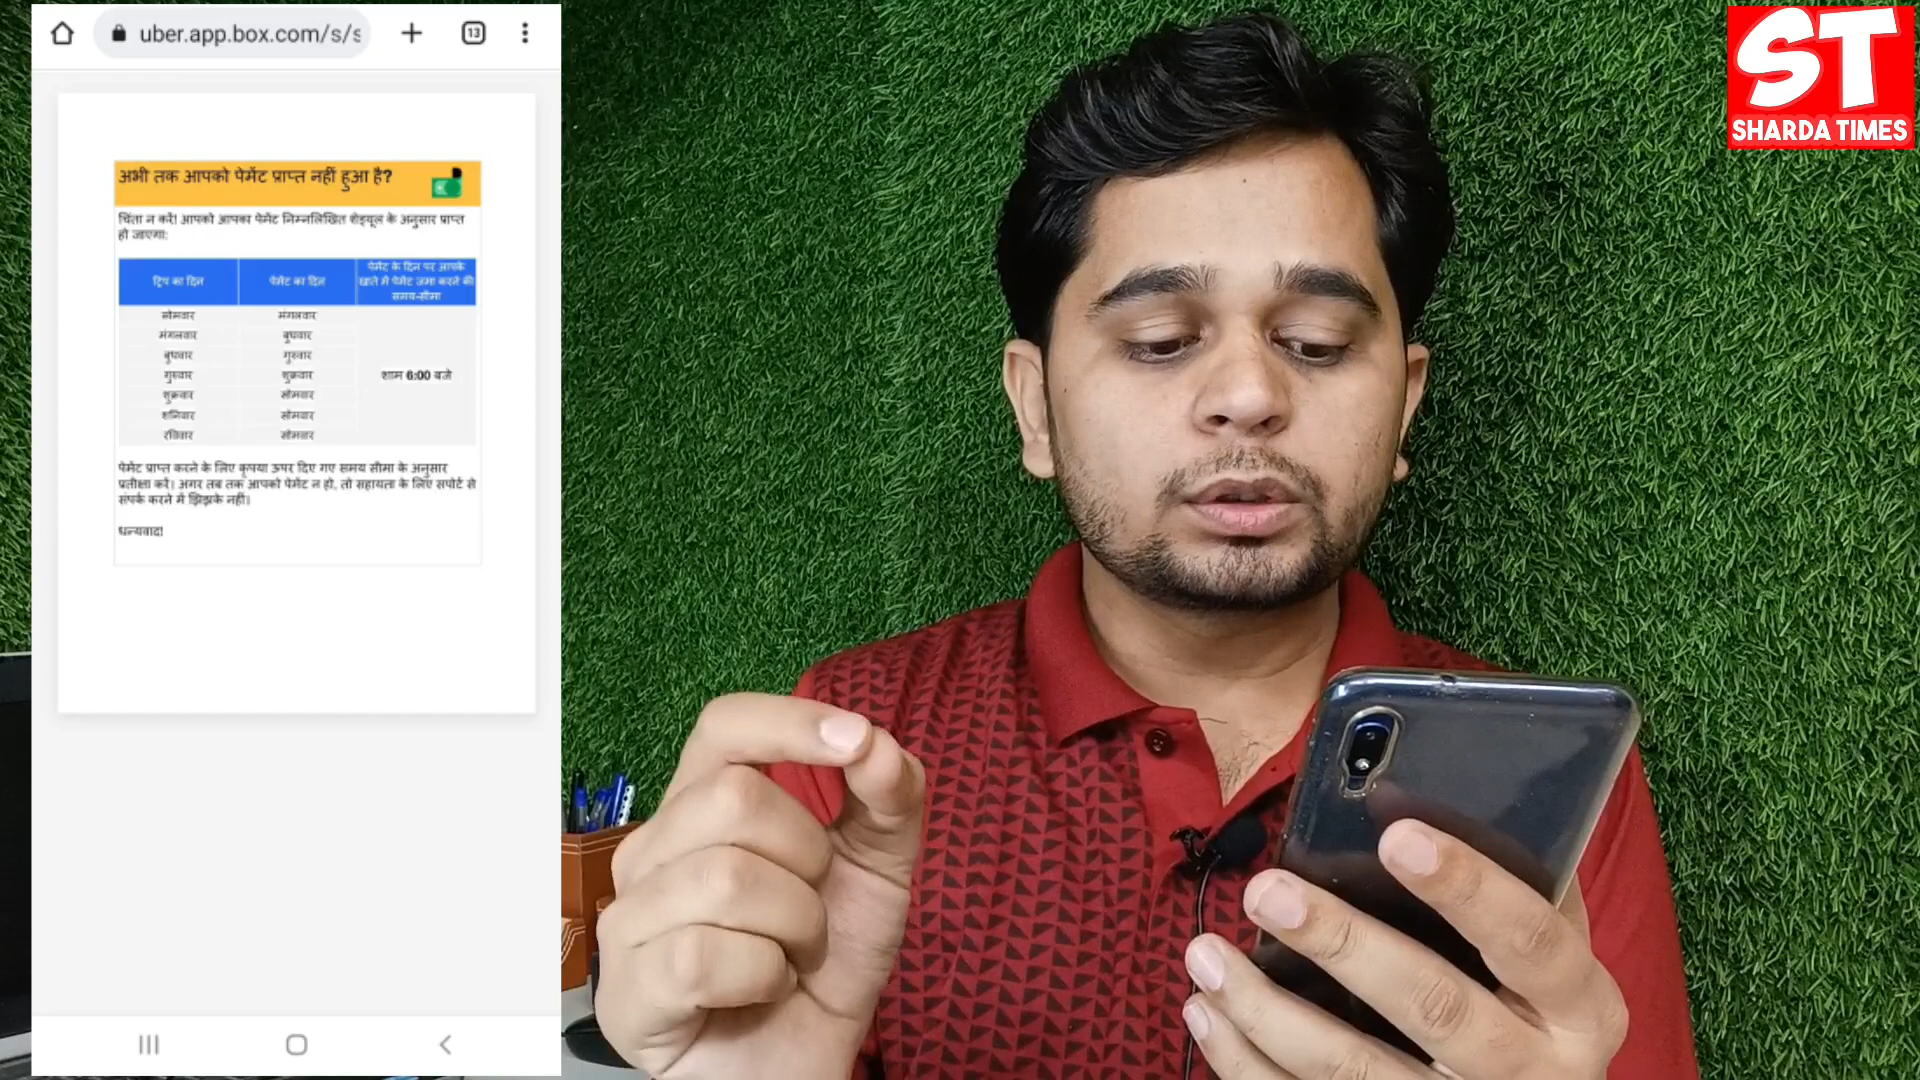 uber.app.box.com/s/s
13
अभी तक आपको पेमेंट प्राप्त नहीं हुआ है?
चिंता न करें! आपको आपका पेमेंट निम्नलिखित शेड्यूल के अनुसार प्राप्त
हो जाएगा:
ट्रिप का दिन
पेमेंट का दिन
पेमेंट के दिन पर आपके
खाते में पेमेंट जमा करने की
समय-सीमा
सोमवार मंगलवार
मंगलवार बुधवार
बुधवार गुरुवार
गुरुवार शुक्रवार शाम 6:00 बजे
शुक्रवार सोमवार
शनिवार सोमवार
रविवार सोमवार
पेमेंट प्राप्त करने के लिए कृपया ऊपर दिए गए समय सीमा के अनुसार
प्रतीक्षा करें। अगर तब तक आपको पेमेंट न हो, तो सहायता के लिए सपोर्ट से
संपर्क करने में झिझके नहीं।
धन्यवाद!
ST
SHARDA TIMES